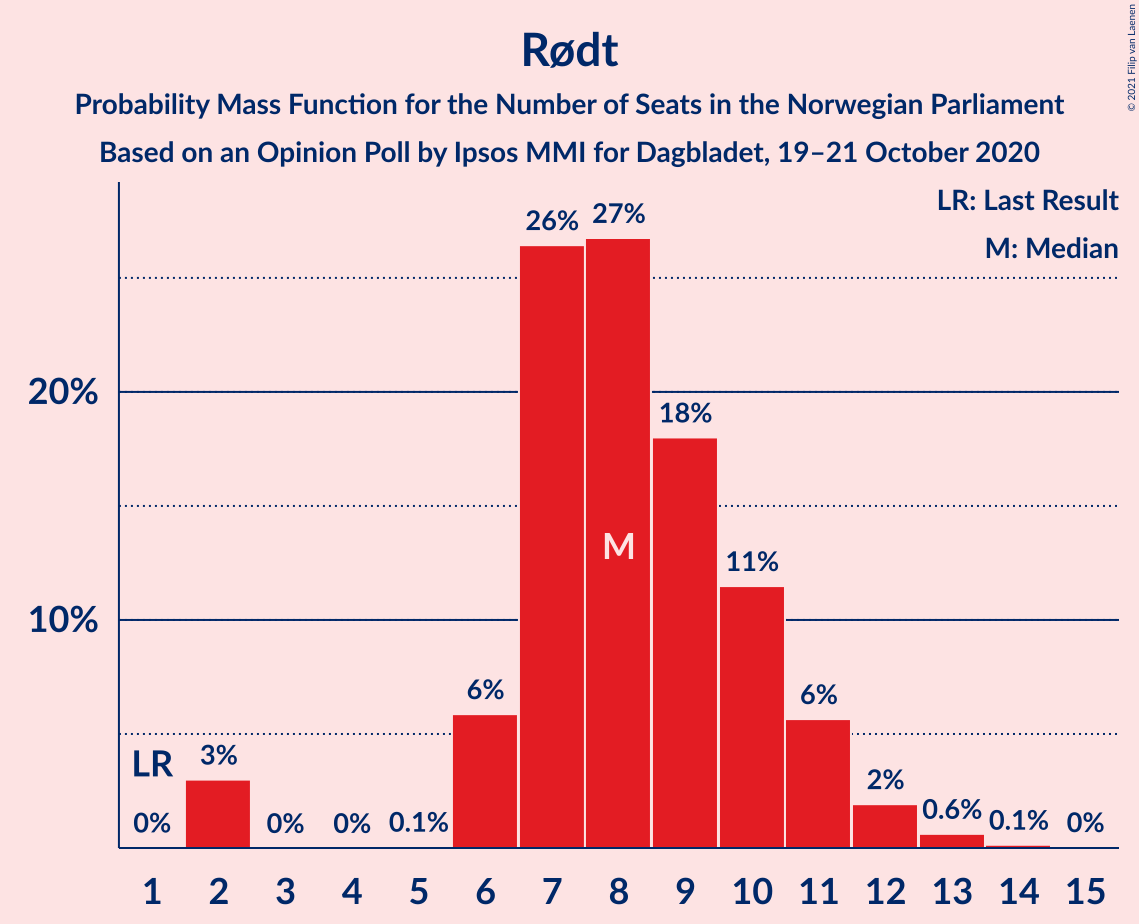 Rødt
Probability Mass Function for the Number of Seats in the Norwegian Parliament
Based on an Opinion Poll by Ipsos MMI for Dagbladet, 19–21 October 2020
© 2021 Filip van Laenen
LR: Last Result
M: Median
26% 27%
20%
18%
M
11%
10%
6% 6%
LR 3% 2%
0% 0% 0% 0.1% 0.6% 0.1% 0%
1 2 3 4 5 6 7 8 9 10 11 12 13 14 15